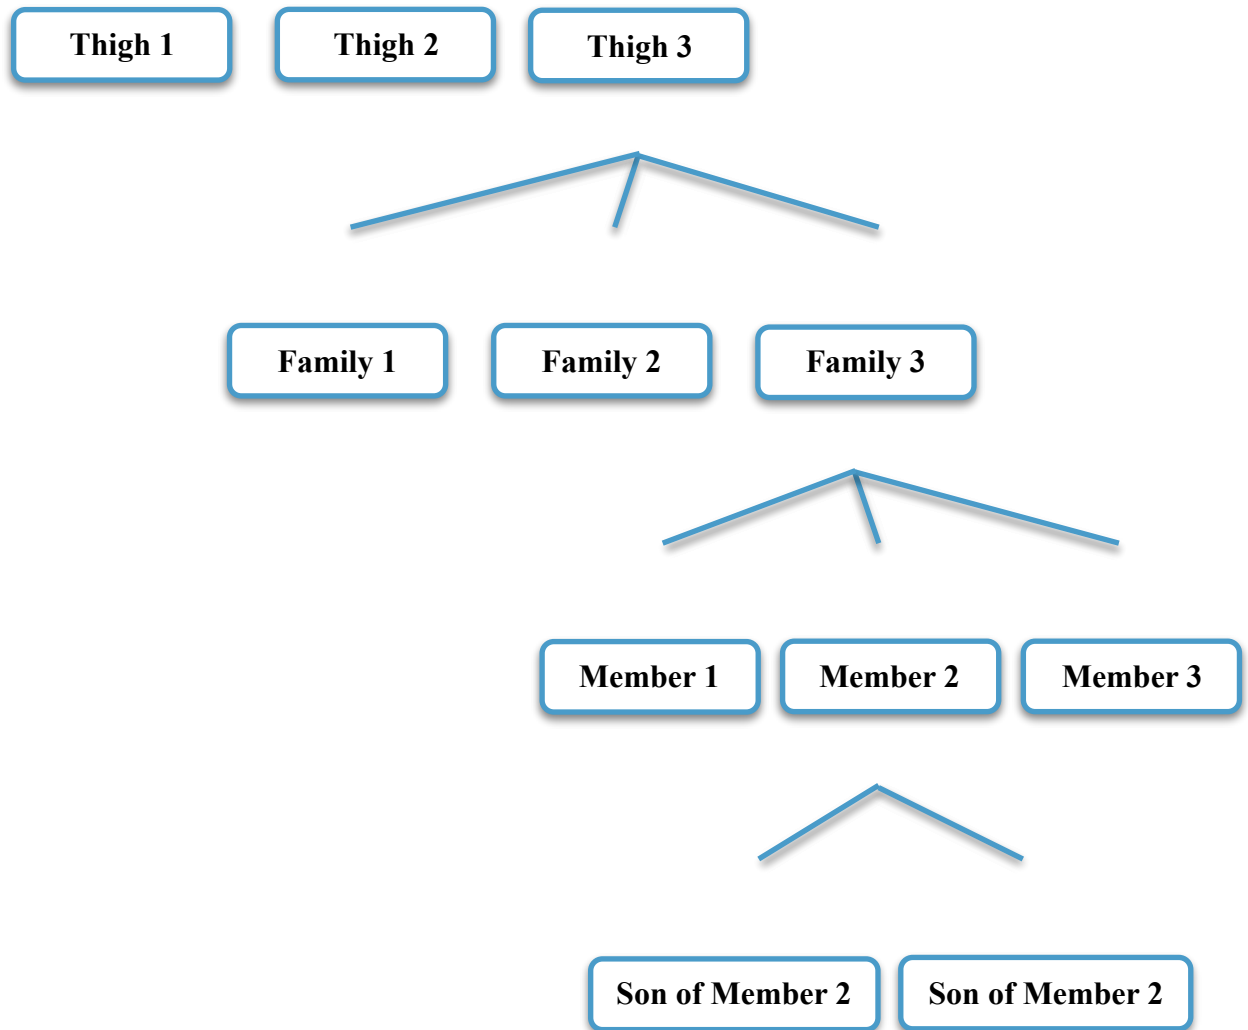 Thigh 1
Thigh 2
Thigh 3
Family 1
Family 2
Family 3
Member 1
Member 2
Member 3
Son of Member 2
Son of Member 2